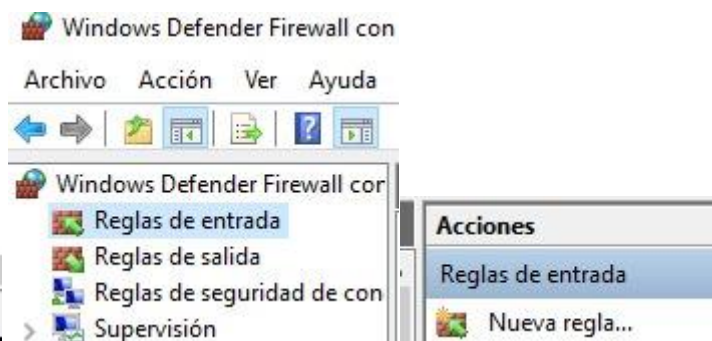 Windows Defender Firewall con
Archivo Acción Ver Ayuda
Windows Defender Firewall con
Reglas de entrada
Reglas de salida
Reglas de seguridad de con
Supervisión
Acciones
Reglas de entrada
Nueva regla...